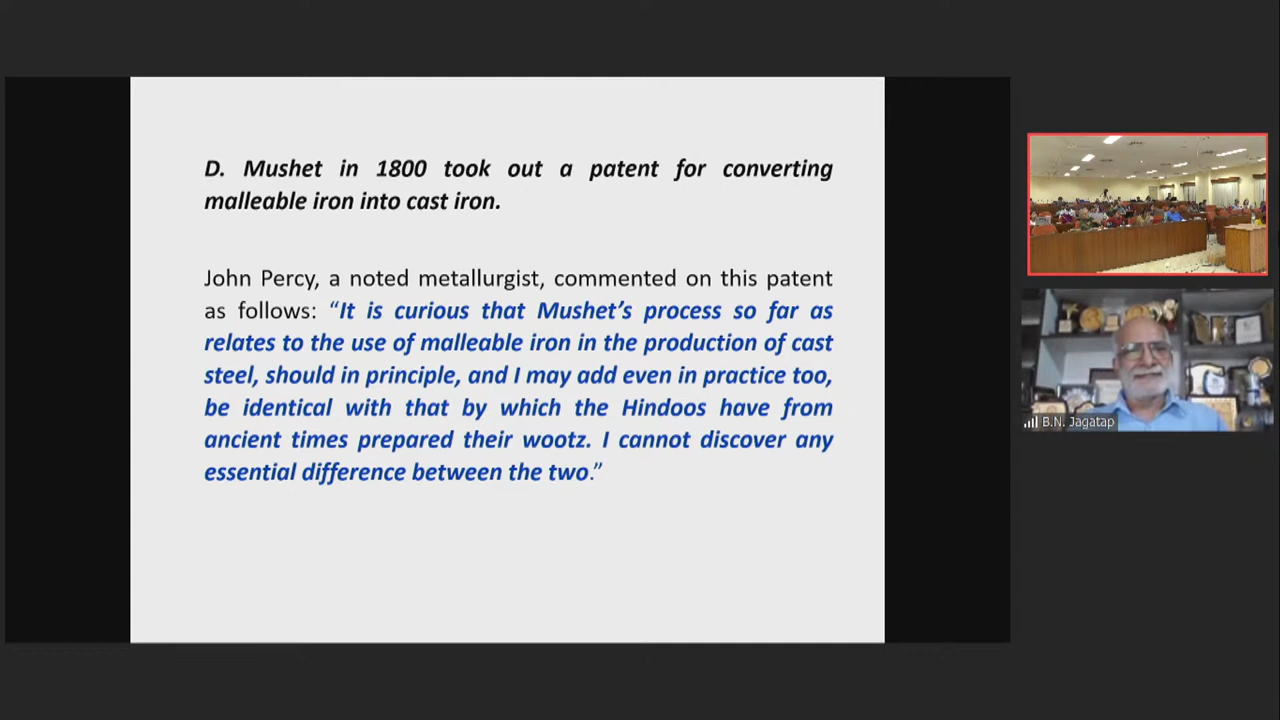 D. Mushet in 1800 took out a patent for converting
malleable iron into cast iron.
John Percy, a noted metallurgist, commented on this patent
as follows: “It is curious that Mushet’s process so far as
relates to the use of malleable iron in the production of cast
steel, should in principle, and I may add even in practice too,
be identical with that by which the Hindoos have from
ancient times prepared their wootz. I cannot discover any
essential difference between the two.”
B.N. Jagatap